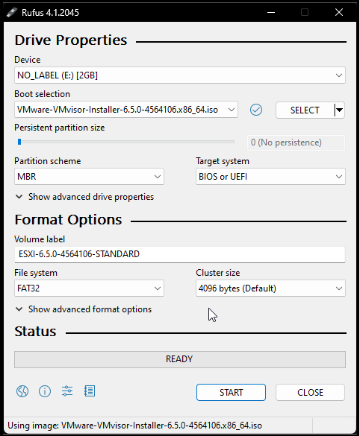 Rufus 4.1.2045
Drive Properties
Device
NO_LABEL (E:) [2GB]
Boot selection
VMware-VMvisor-Installer-6.5.0-4564106.x86_64.iso
SELECT
Persistent partition size
0 (No persistence)
Partition scheme
Target system
MBR
BIOS or UEFI
Show advanced drive properties
Format Options
Volume label
ESXI-6.5.0-4564106-STANDARD
File system
Cluster size
FAT32
4096 bytes (Default)
Show advanced format options
Status
READY
START
CLOSE
Using image: VMware-VMvisor-Installer-6.5.0-4564106.x86_64.iso